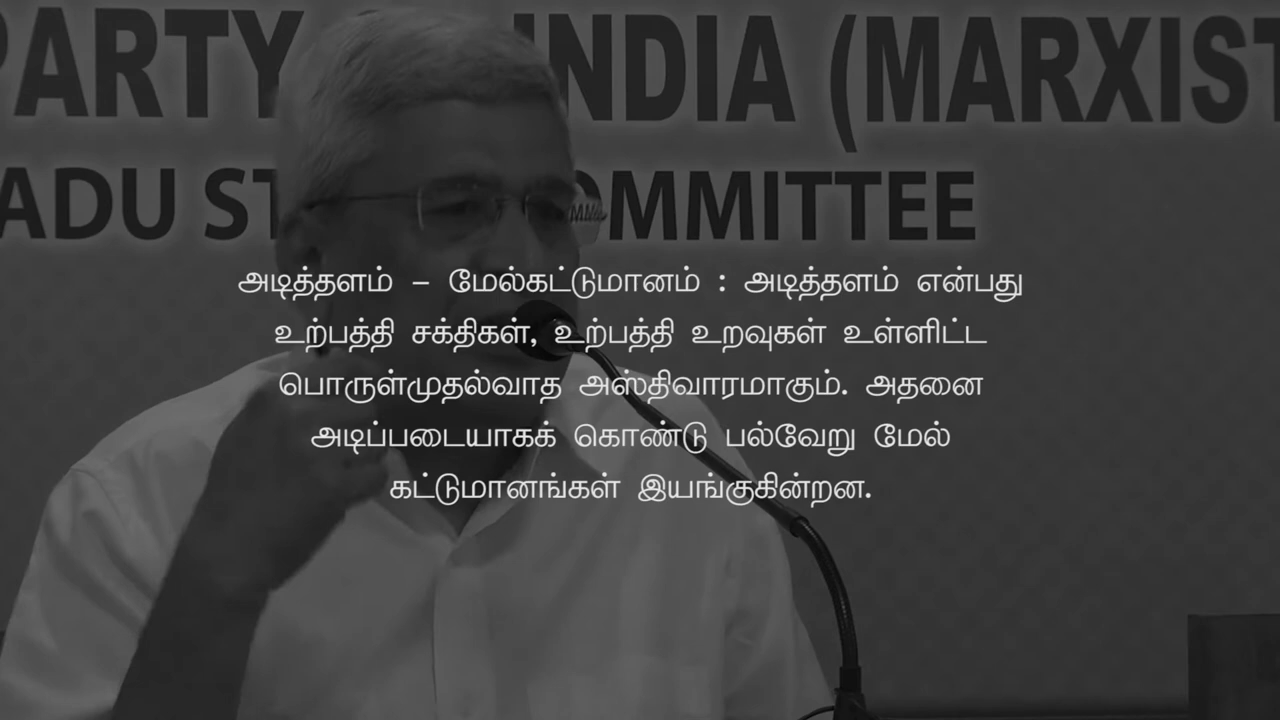 PARTY INDIA (MARXIST
ADU ST OMMITTEE
அடித்தளம் – மேல்கட்டுமானம் : அடித்தளம் என்பது
உற்பத்தி சக்திகள், உற்பத்தி உறவுகள் உள்ளிட்ட
பொருள்முதல்வாத அஸ்திவாரமாகும். அதனை
அடிப்படையாகக் கொண்டு பல்வேறு மேல்
கட்டுமானங்கள் இயங்குகின்றன.